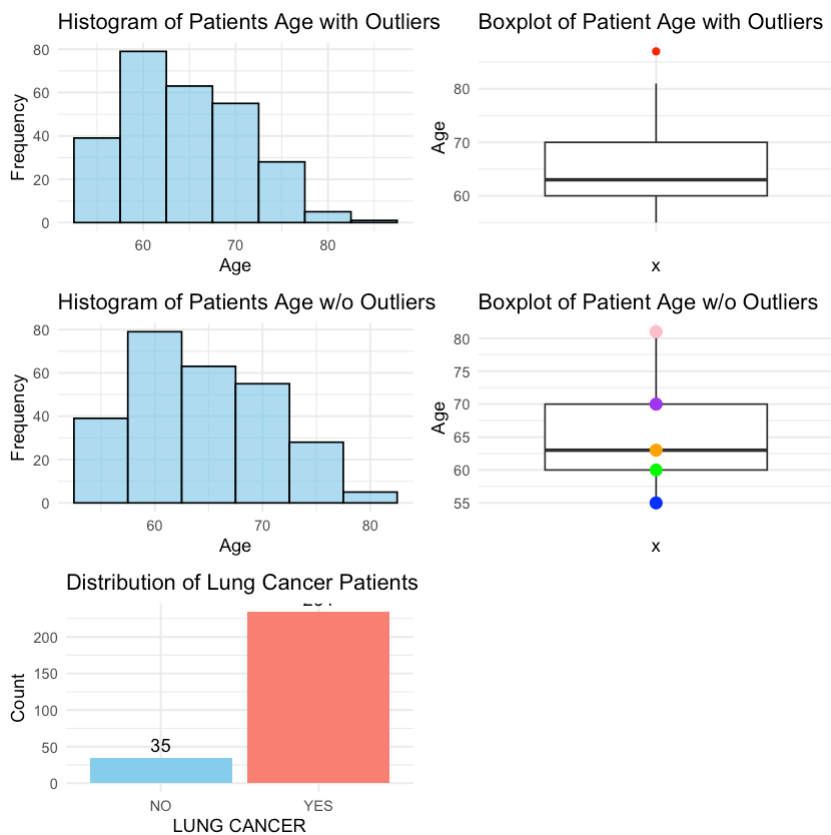 Histogram of Patients Age with Outliers
80
60
40
20
0
Frequency
60 70 80
Age
Boxplot of Patient Age with Outliers
80
70
60
Age
x
Histogram of Patients Age w/o Outliers
80
60
40
20
0
Frequency
60 70 80
Age
Boxplot of Patient Age w/o Outliers
80
75
70
65
60
55
Age
x
Distribution of Lung Cancer Patients
200
150
100
50
0
Count
35
NO YES
LUNG CANCER